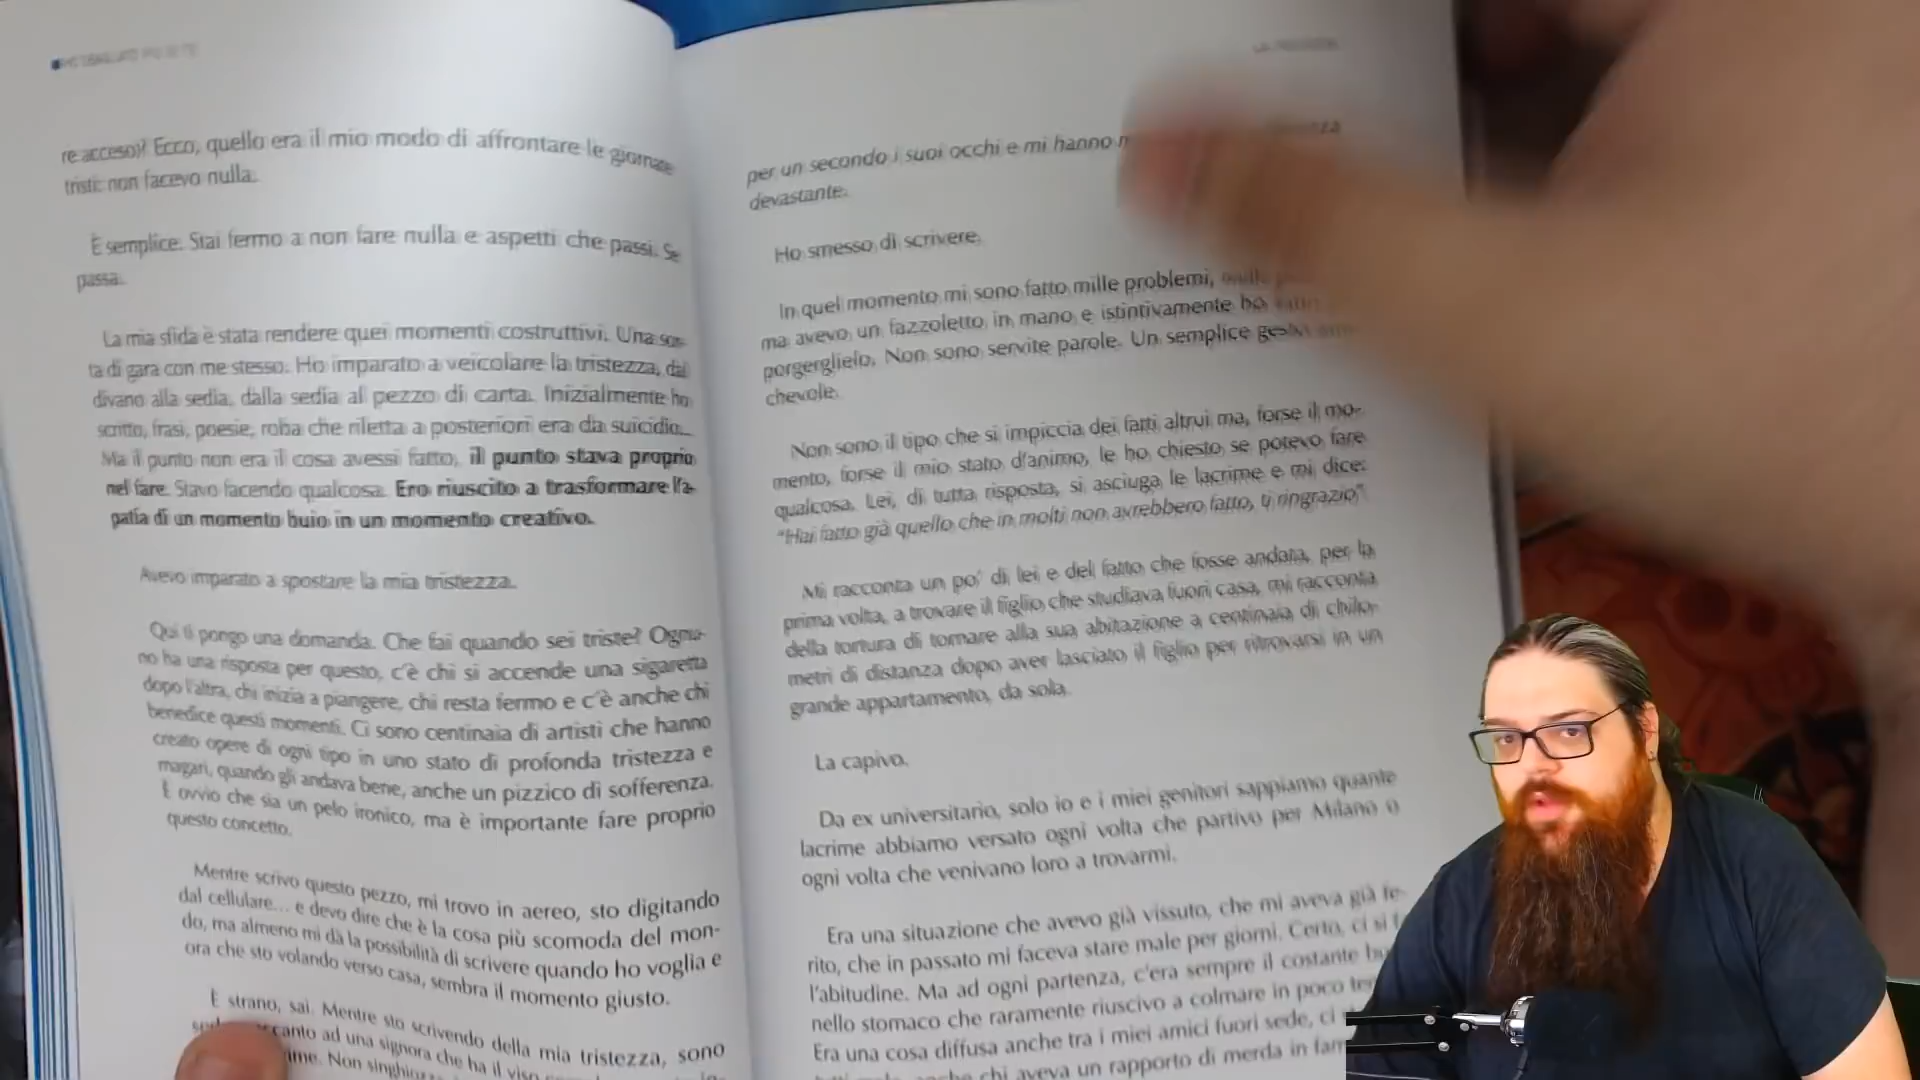 re acceso)? Ecco, quello era il mio modo di affrontare le giornate
tristi: non facevo nulla.
È semplice. Stai fermo a non fare nulla e aspetti che passi. Se
passa.
La mia sfida è stata rendere quei momenti costruttivi. Una sor-
ta di gara con me stesso. Ho imparato a veicolare la tristezza, dal
divano alla sedia, dalla sedia al pezzo di carta. Inizialmente ho
scritto, frasi, poesie, roba che riletta a posteriori era da suicidio...
Ma il punto non era il cosa avessi fatto, il punto stava proprio
nel fare. Stavo facendo qualcosa. Ero riuscito a trasformare l'a-
patia di un momento buio in un momento creativo.
Avevo imparato a spostare la mia tristezza.
Qui ti pongo una domanda. Che fai quando sei triste? Ognu-
no ha una risposta per questo, c'è chi si accende una sigaretta
dopo l'altra, chi inizia a piangere, chi resta fermo e c'è anche chi
benedice questi momenti. Ci sono centinaia di artisti che hanno
creato opere di ogni tipo in uno stato di profonda tristezza e
magari, quando gli andava bene, anche un pizzico di sofferenza.
È ovvio che sia un pelo ironico, ma è importante fare proprio
questo concetto.
Mentre scrivo questo pezzo, mi trovo in aereo, sto digitando
dal cellulare... e devo dire che è la cosa più scomoda del mon-
do, ma almeno mi dà la possibilità di scrivere quando ho voglia e
ora che sto volando verso casa, sembra il momento giusto.
È strano, sai. Mentre sto scrivendo della mia tristezza, sono
accanto ad una signora che ha il viso
Non
per un secondo i suoi occhi e mi hanno
devastante.
Ho smesso di scrivere.
In quel momento mi sono fatto mille problemi,
ma avevo un fazzoletto in mano e istintivamente ho
porgerglielo. Non sono servite parole. Un semplice gesto
chevole.
Non sono il tipo che si impiccia dei fatti altrui ma, forse il mo-
mento, forse il mio stato d'animo, le ho chiesto se potevo fare
qualcosa. Lei, di tutta risposta, si asciuga le lacrime e mi dice:
"Hai fatto già quello che in molti non avrebbero fatto, ti ringrazio".
Mi racconta un po' di lei e del fatto che fosse andata, per la
prima volta, a trovare il figlio che studiava fuori casa, mi racconta
della tortura di tornare alla sua abitazione a centinaia di chilo-
metri di distanza dopo aver lasciato il figlio per ritrovarsi in un
grande appartamento, da sola.
La capivo.
Da ex universitario, solo io e i miei genitori sappiamo quante
lacrime abbiamo versato ogni volta che partivo per Milano o
ogni volta che venivano loro a trovarmi.
Era una situazione che avevo già vissuto, che mi aveva già fe-
rito, che in passato mi faceva stare male per giorni. Certo, ci si
l'abitudine. Ma ad ogni partenza, c'era sempre il costante
nello stomaco che raramente riuscivo a colmare in poco
Era una cosa diffusa anche tra i miei amici fuori sede, ci
anche chi aveva un rapporto di merda in